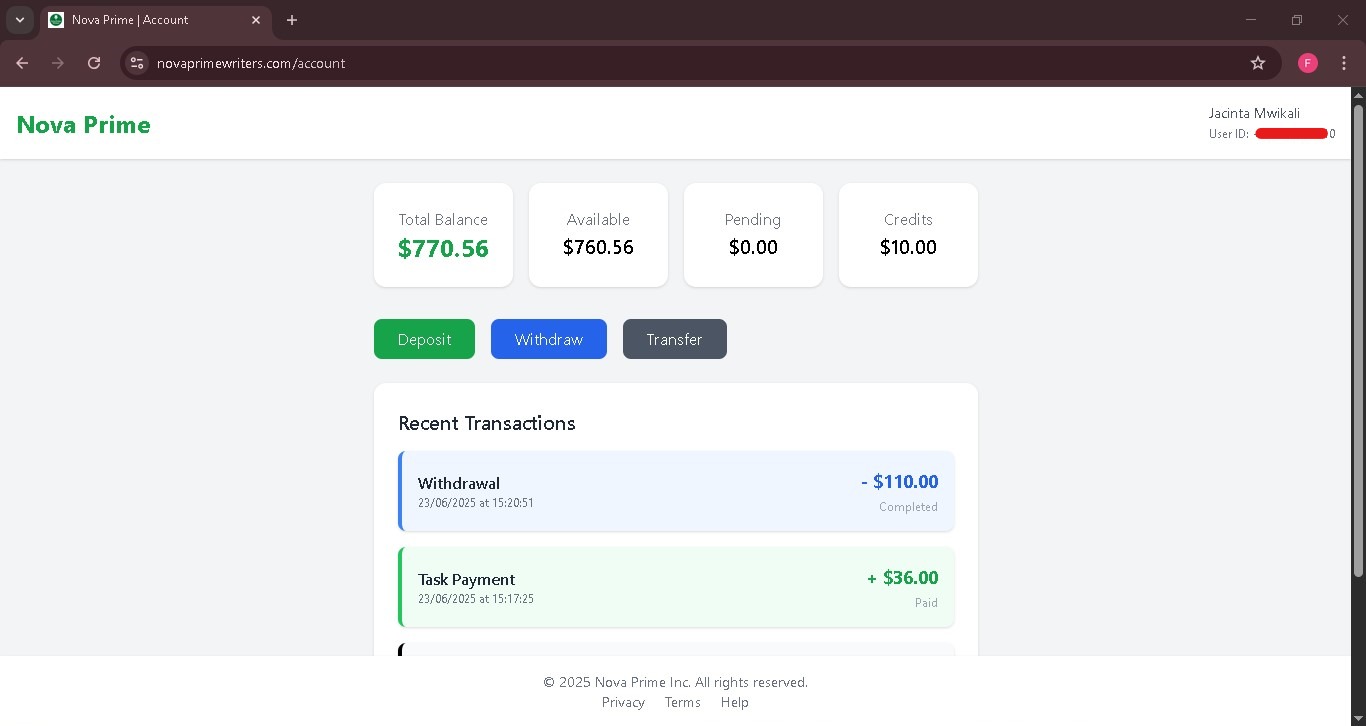 Nova Prime | Account
novaprimewriters.com/account
F
Nova Prime
Jacinta Mwikali
User ID: 0
Total Balance
$770.56
Available
$760.56
Pending
$0.00
Credits
$10.00
Deposit
Withdraw
Transfer
Recent Transactions
Withdrawal
- $110.00
23/06/2025 at 15:20:51
Completed
Task Payment
+ $36.00
23/06/2025 at 15:17:25
Paid
© 2025 Nova Prime Inc. All rights reserved.
Privacy Terms Help